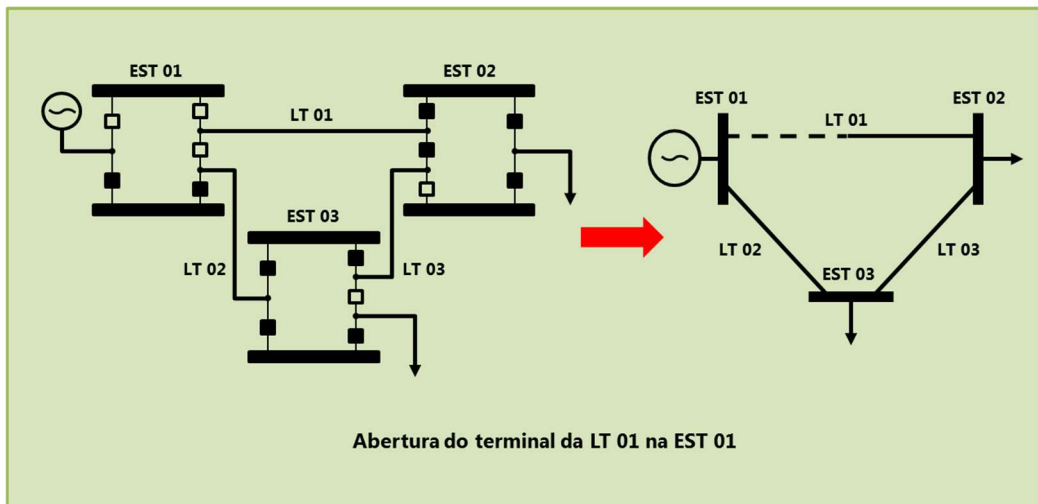 EST 01
EST 02
LT 01
EST 03
LT 02
LT 03
EST 01
EST 02
LT 01
LT 02
LT 03
EST 03
Abertura do terminal da LT 01 na EST 01